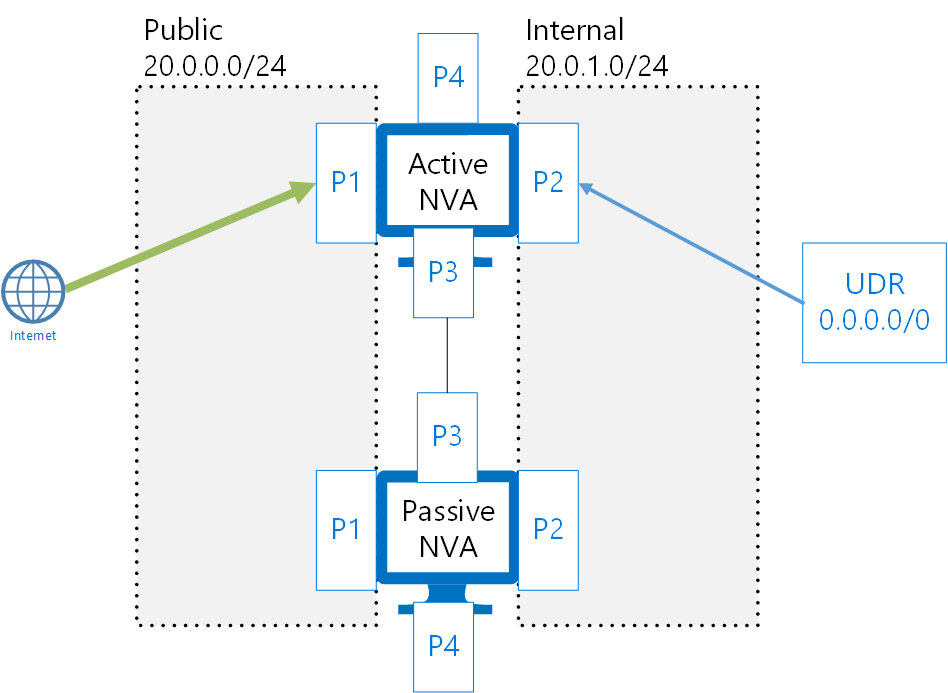 Public
20.0.0.0/24
Internal
20.0.1.0/24
P4
P1
Active
NVA
P2
P3
Internet
UDR
0.0.0.0/0
P3
P1
Passive
NVA
P2
P4